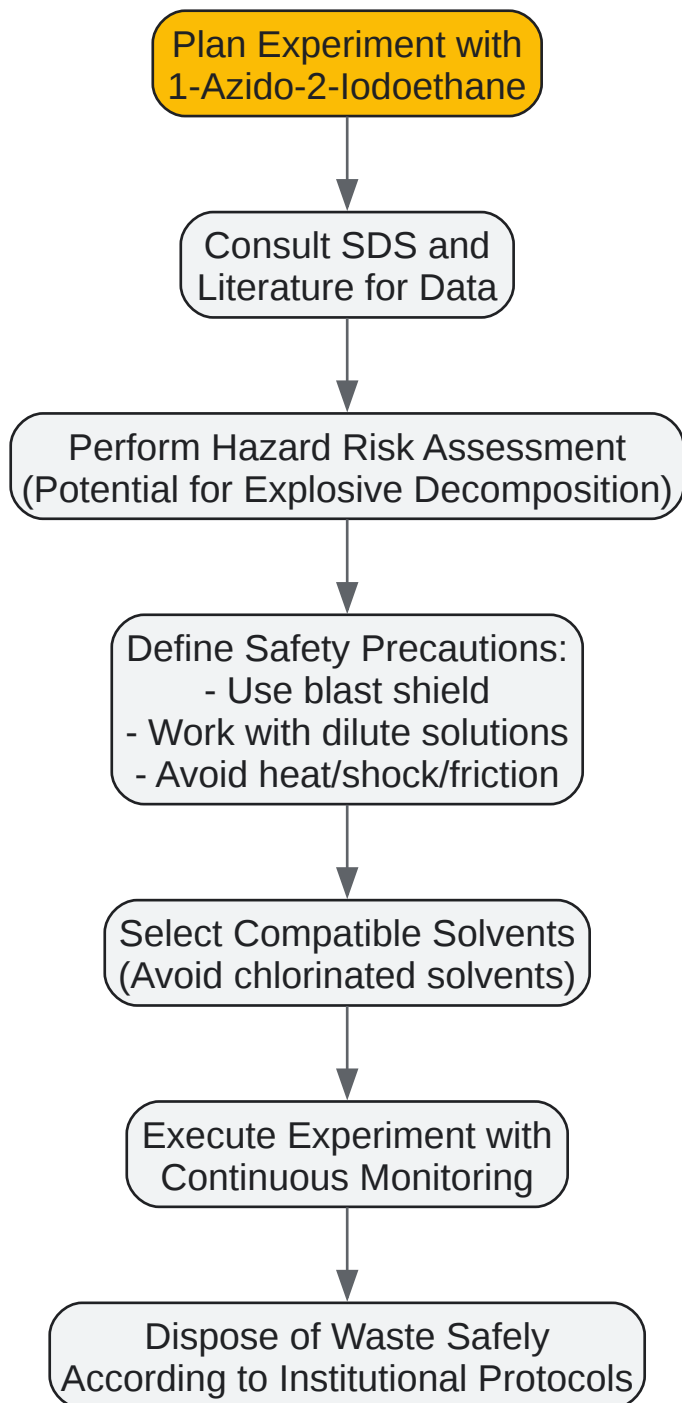 Plan Experiment with
1-Azido-2-Iodoethane
Consult SDS and
Literature for Data
Perform Hazard Risk Assessment
(Potential for Explosive Decomposition)
Define Safety Precautions:
- Use blast shield
- Work with dilute solutions
- Avoid heat/shock/friction
Select Compatible Solvents
(Avoid chlorinated solvents)
Execute Experiment with
Continuous Monitoring
Dispose of Waste Safely
According to Institutional Protocols